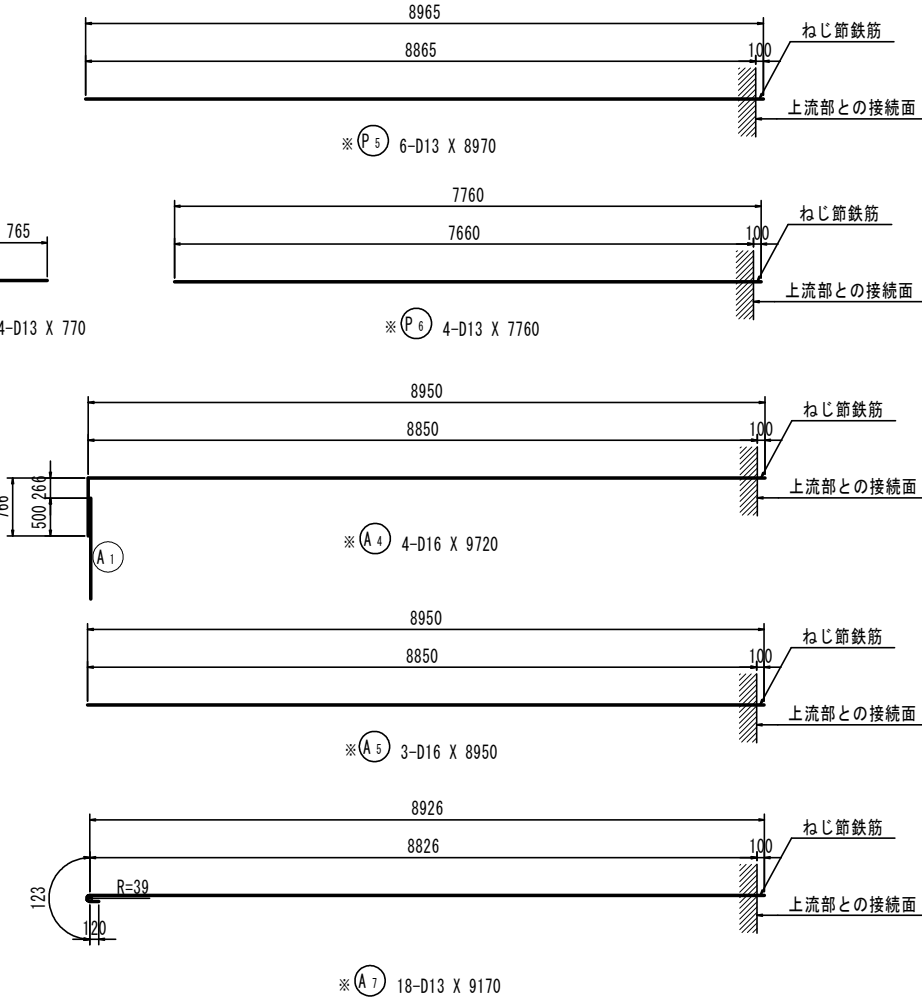 8965
8865
100
ねじ節鉄筋
上流部との接続面
※ P5 6-D13 X 8970
765
4-D13 X 770
7760
7660
100
ねじ節鉄筋
上流部との接続面
※ P6 4-D13 X 7760
8950
8850
100
ねじ節鉄筋
上流部との接続面
766
500 266
A1
※ A4 4-D16 X 9720
8950
8850
100
ねじ節鉄筋
上流部との接続面
※ A5 3-D16 X 8950
8926
8826
100
ねじ節鉄筋
上流部との接続面
123
R=39
120
※ A7 18-D13 X 9170